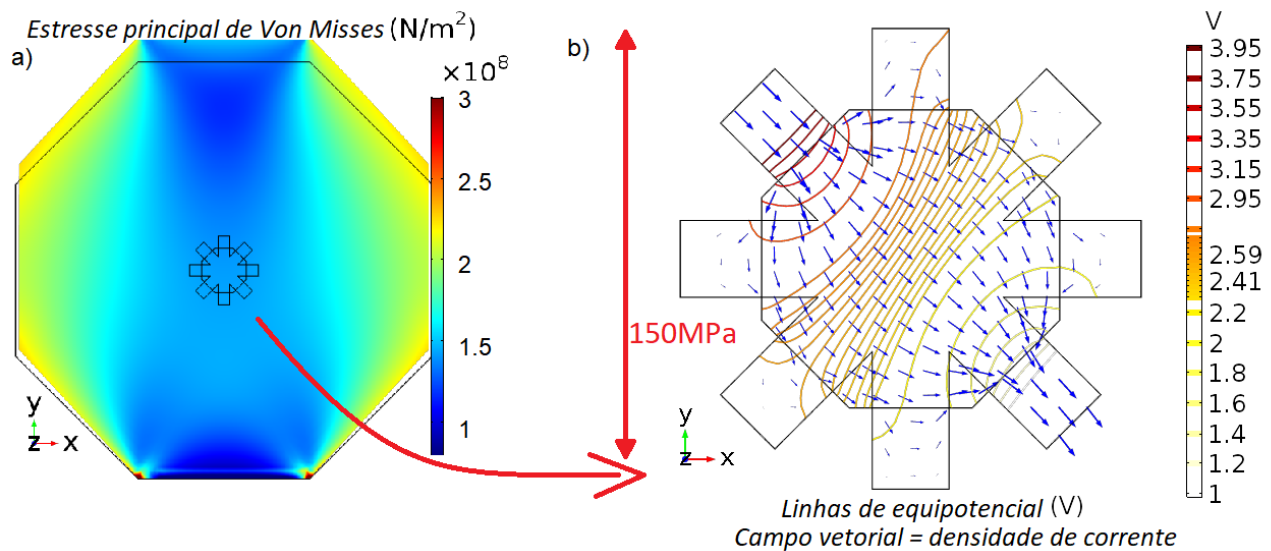 Estresse principal de Von Misses (N/m²)
a)
×10⁸
3
2.5
2
1.5
1
y
z
x
150MPa
b)
V
3.95
3.75
3.55
3.35
3.15
2.95
2.59
2.41
2.2
2
1.8
1.6
1.4
1.2
1
y
z
x
Linhas de equipotencial (V)
Campo vetorial = densidade de corrente